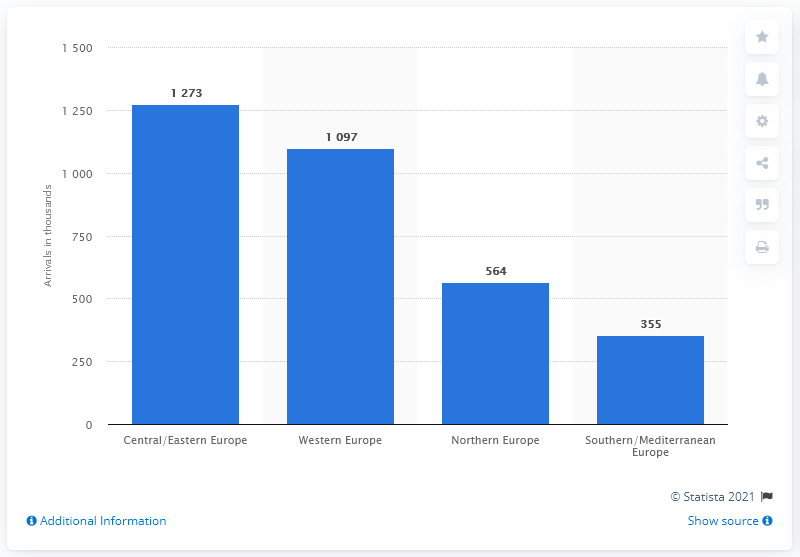 1 500
1 250
1 000
750
500
250
0
Arrivals in thousands
1 273
1 097
564
355
Central/Eastern Europe
Western Europe
Northern Europe
Southern/Mediterranean
Europe
© Statista 2021
Additional Information
Show source